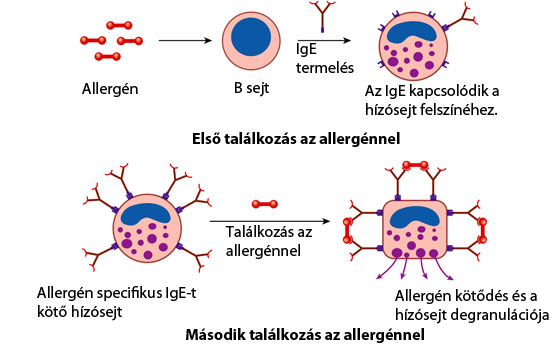 Allergén
B sejt
IgE
termelés
Az IgE kapcsolódik a
hízósejt felszínéhez.
Első találkozás az allergénnel
Találkozás az
allergénnel
Allergén specifikus IgE-t
kötő hízósejt
Allergén kötődés és a
hízósejt degranulációja
Második találkozás az allergénnel